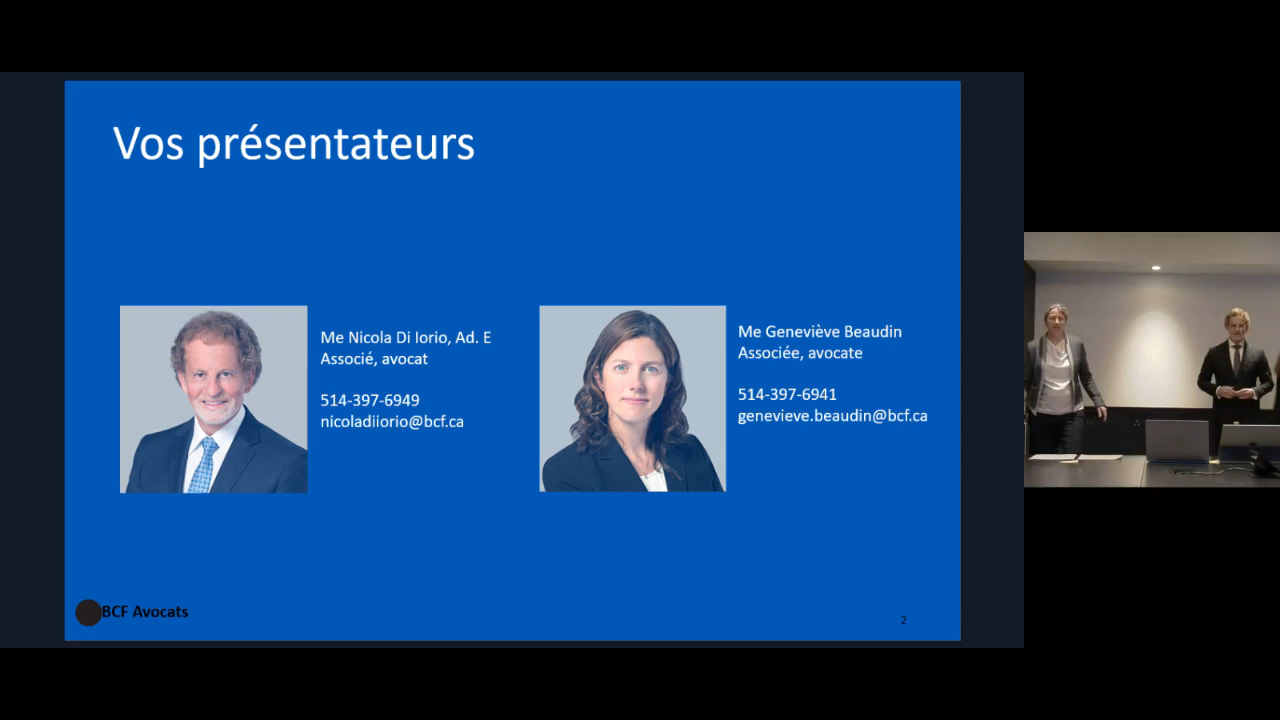 Vos présentateurs
Me Nicola Di Iorio, Ad. E
Associé, avocat
514-397-6949
nicoladiiorio@bcf.ca
Me Geneviève Beaudin
Associée, avocate
514-397-6941
genevieve.beaudin@bcf.ca
BCF Avocats
2